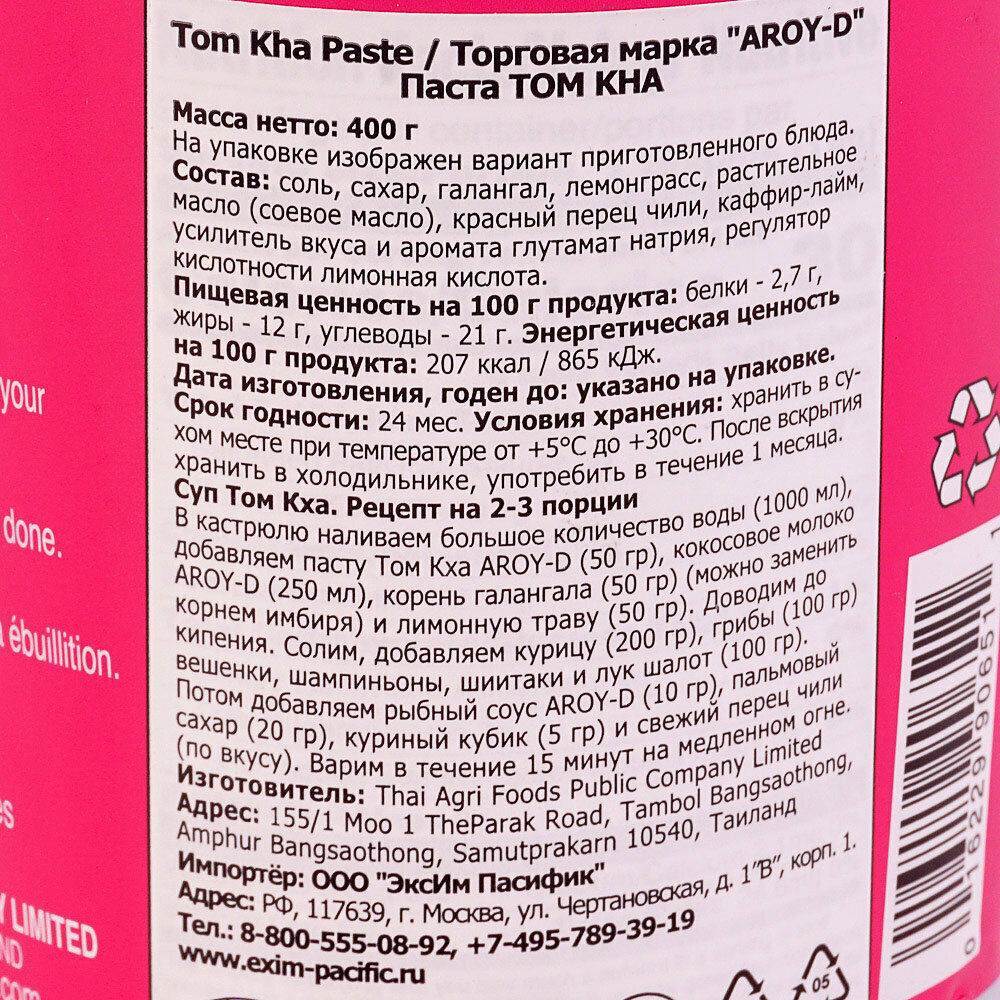 Tom Kha Paste / Торговая марка "AROY-D"
Паста ТОМ КНА
Масса нетто: 400 г
На упаковке изображен вариант приготовленного блюда.
Состав: соль, сахар, галангал, лемонграсс, растительное
масло (соевое масло), красный перец чили, каффир-лайм,
усилитель вкуса и аромата глутамат натрия, регулятор
кислотности лимонная кислота.
Пищевая ценность на 100 г продукта: белки - 2,7 г,
жиры - 12 г, углеводы - 21 г. Энергетическая ценность
на 100 г продукта: 207 ккал / 865 кДж.
Дата изготовления, годен до: указано на упаковке.
Срок годности: 24 мес. Условия хранения: хранить в су-
хом месте при температуре от +5°С до +30°С. После вскрытия
хранить в холодильнике, употребить в течение 1 месяца.
Суп Том Кха. Рецепт на 2-3 порции
В кастрюлю наливаем большое количество воды (1000 мл),
добавляем пасту Том Кха AROY-D (50 гр), кокосовое молоко
AROY-D (250 мл), корень галангала (50 гр) (можно заменить
корнем имбиря) и лимонную траву (50 гр). Доводим до
кипения. Солим, добавляем курицу (200 гр), грибы (100 гр)
вешенки, шампиньоны, шиитаки и лук шалот (100 гр).
Потом добавляем рыбный соус AROY-D (10 гр), пальмовый
сахар (20 гр), куриный кубик (5 гр) и свежий перец чили
(по вкусу). Варим в течение 15 минут на медленном огне.
Изготовитель: Thai Agri Foods Public Company Limited
Адрес: 155/1 Moo 1 TheParak Road, Tambol Bangsaothong,
Amphur Bangsaothong, Samutprakarn 10540, Таиланд
Импортёр: ООО "ЭксИм Пасифик"
Адрес: РФ, 117639, г. Москва, ул. Чертановская, д. 1"В", корп. 1.
Тел.: 8-800-555-08-92, +7-495-789-39-19
www.exim-pacific.ru
your
done.
ébuillition.
LIMITED
05
0 16229 90651 1